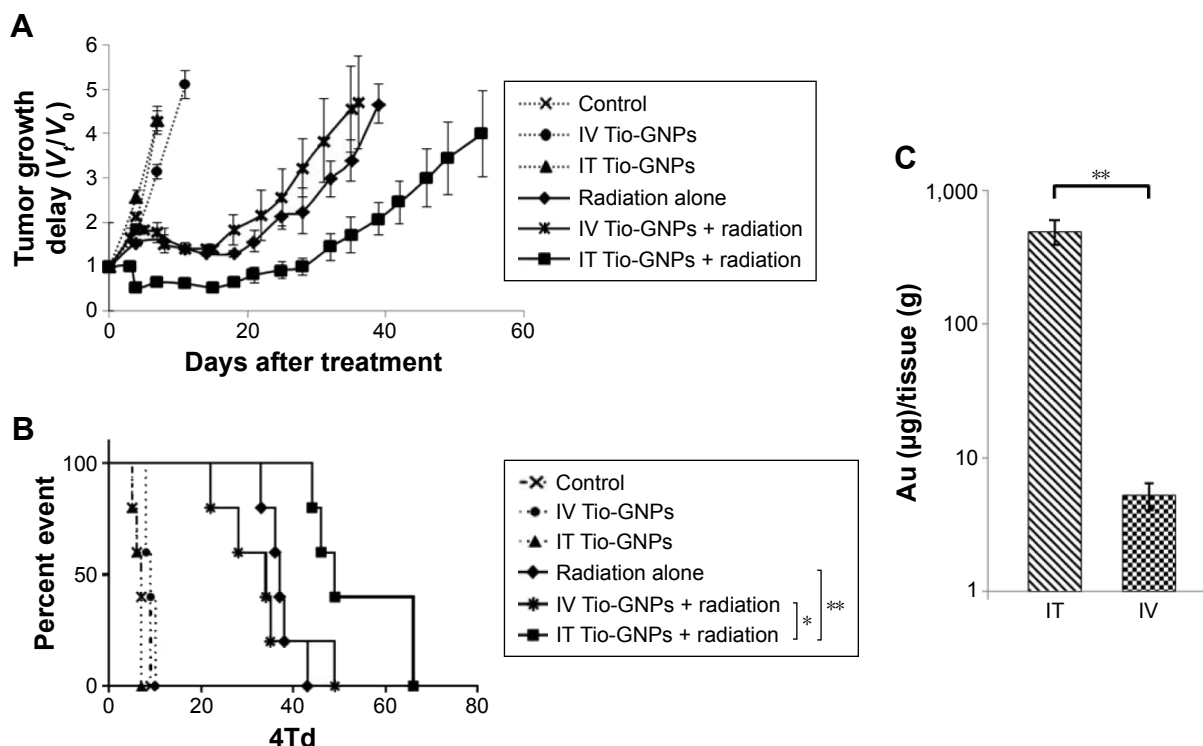 A
Tumor growth
delay (Vt/V0)
6
5
4
3
2
1
0
0
20
40
60
Days after treatment
Control
IV Tio-GNPs
IT Tio-GNPs
Radiation alone
IV Tio-GNPs + radiation
IT Tio-GNPs + radiation
B
Percent event
100
50
0
0
20
40
60
80
4Td
Control
IV Tio-GNPs
IT Tio-GNPs
Radiation alone
IV Tio-GNPs + radiation
IT Tio-GNPs + radiation
*
**
C
**
Au (µg)/tissue (g)
1,000
100
10
1
IT
IV